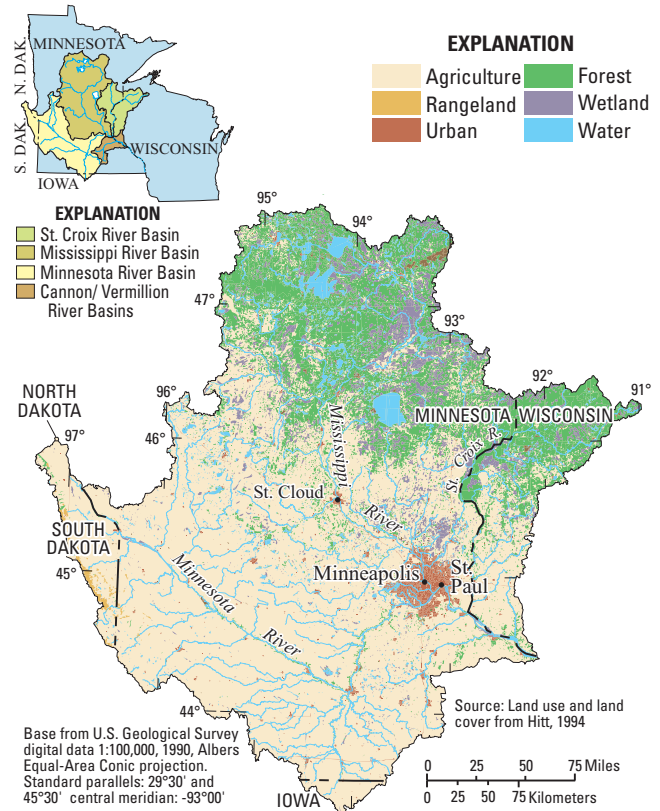 MINNESOTA
N. DAK.
S. DAK.
WISCONSIN
IOWA
EXPLANATION
St. Croix River Basin
Mississippi River Basin
Minnesota River Basin
Cannon/ Vermillion
River Basins
EXPLANATION
Agriculture
Rangeland
Urban
Forest
Wetland
Water
95°
94°
47°
93°
92°
91°
NORTH
DAKOTA
97°
96°
46°
MINNESOTA
WISCONSIN
Mississippi
River
St. Croix R.
St. Cloud
SOUTH
DAKOTA
45°
Minnesota
River
Minneapolis
St.
Paul
44°
IOWA
Source: Land use and land
cover from Hitt, 1994
Base from U.S. Geological Survey
digital data 1:100,000, 1990, Albers
Equal-Area Conic projection.
Standard parallels: 29°30' and
45°30' central meridian: -93°00'
0 25 50 75 Miles
0 25 50 75 Kilometers